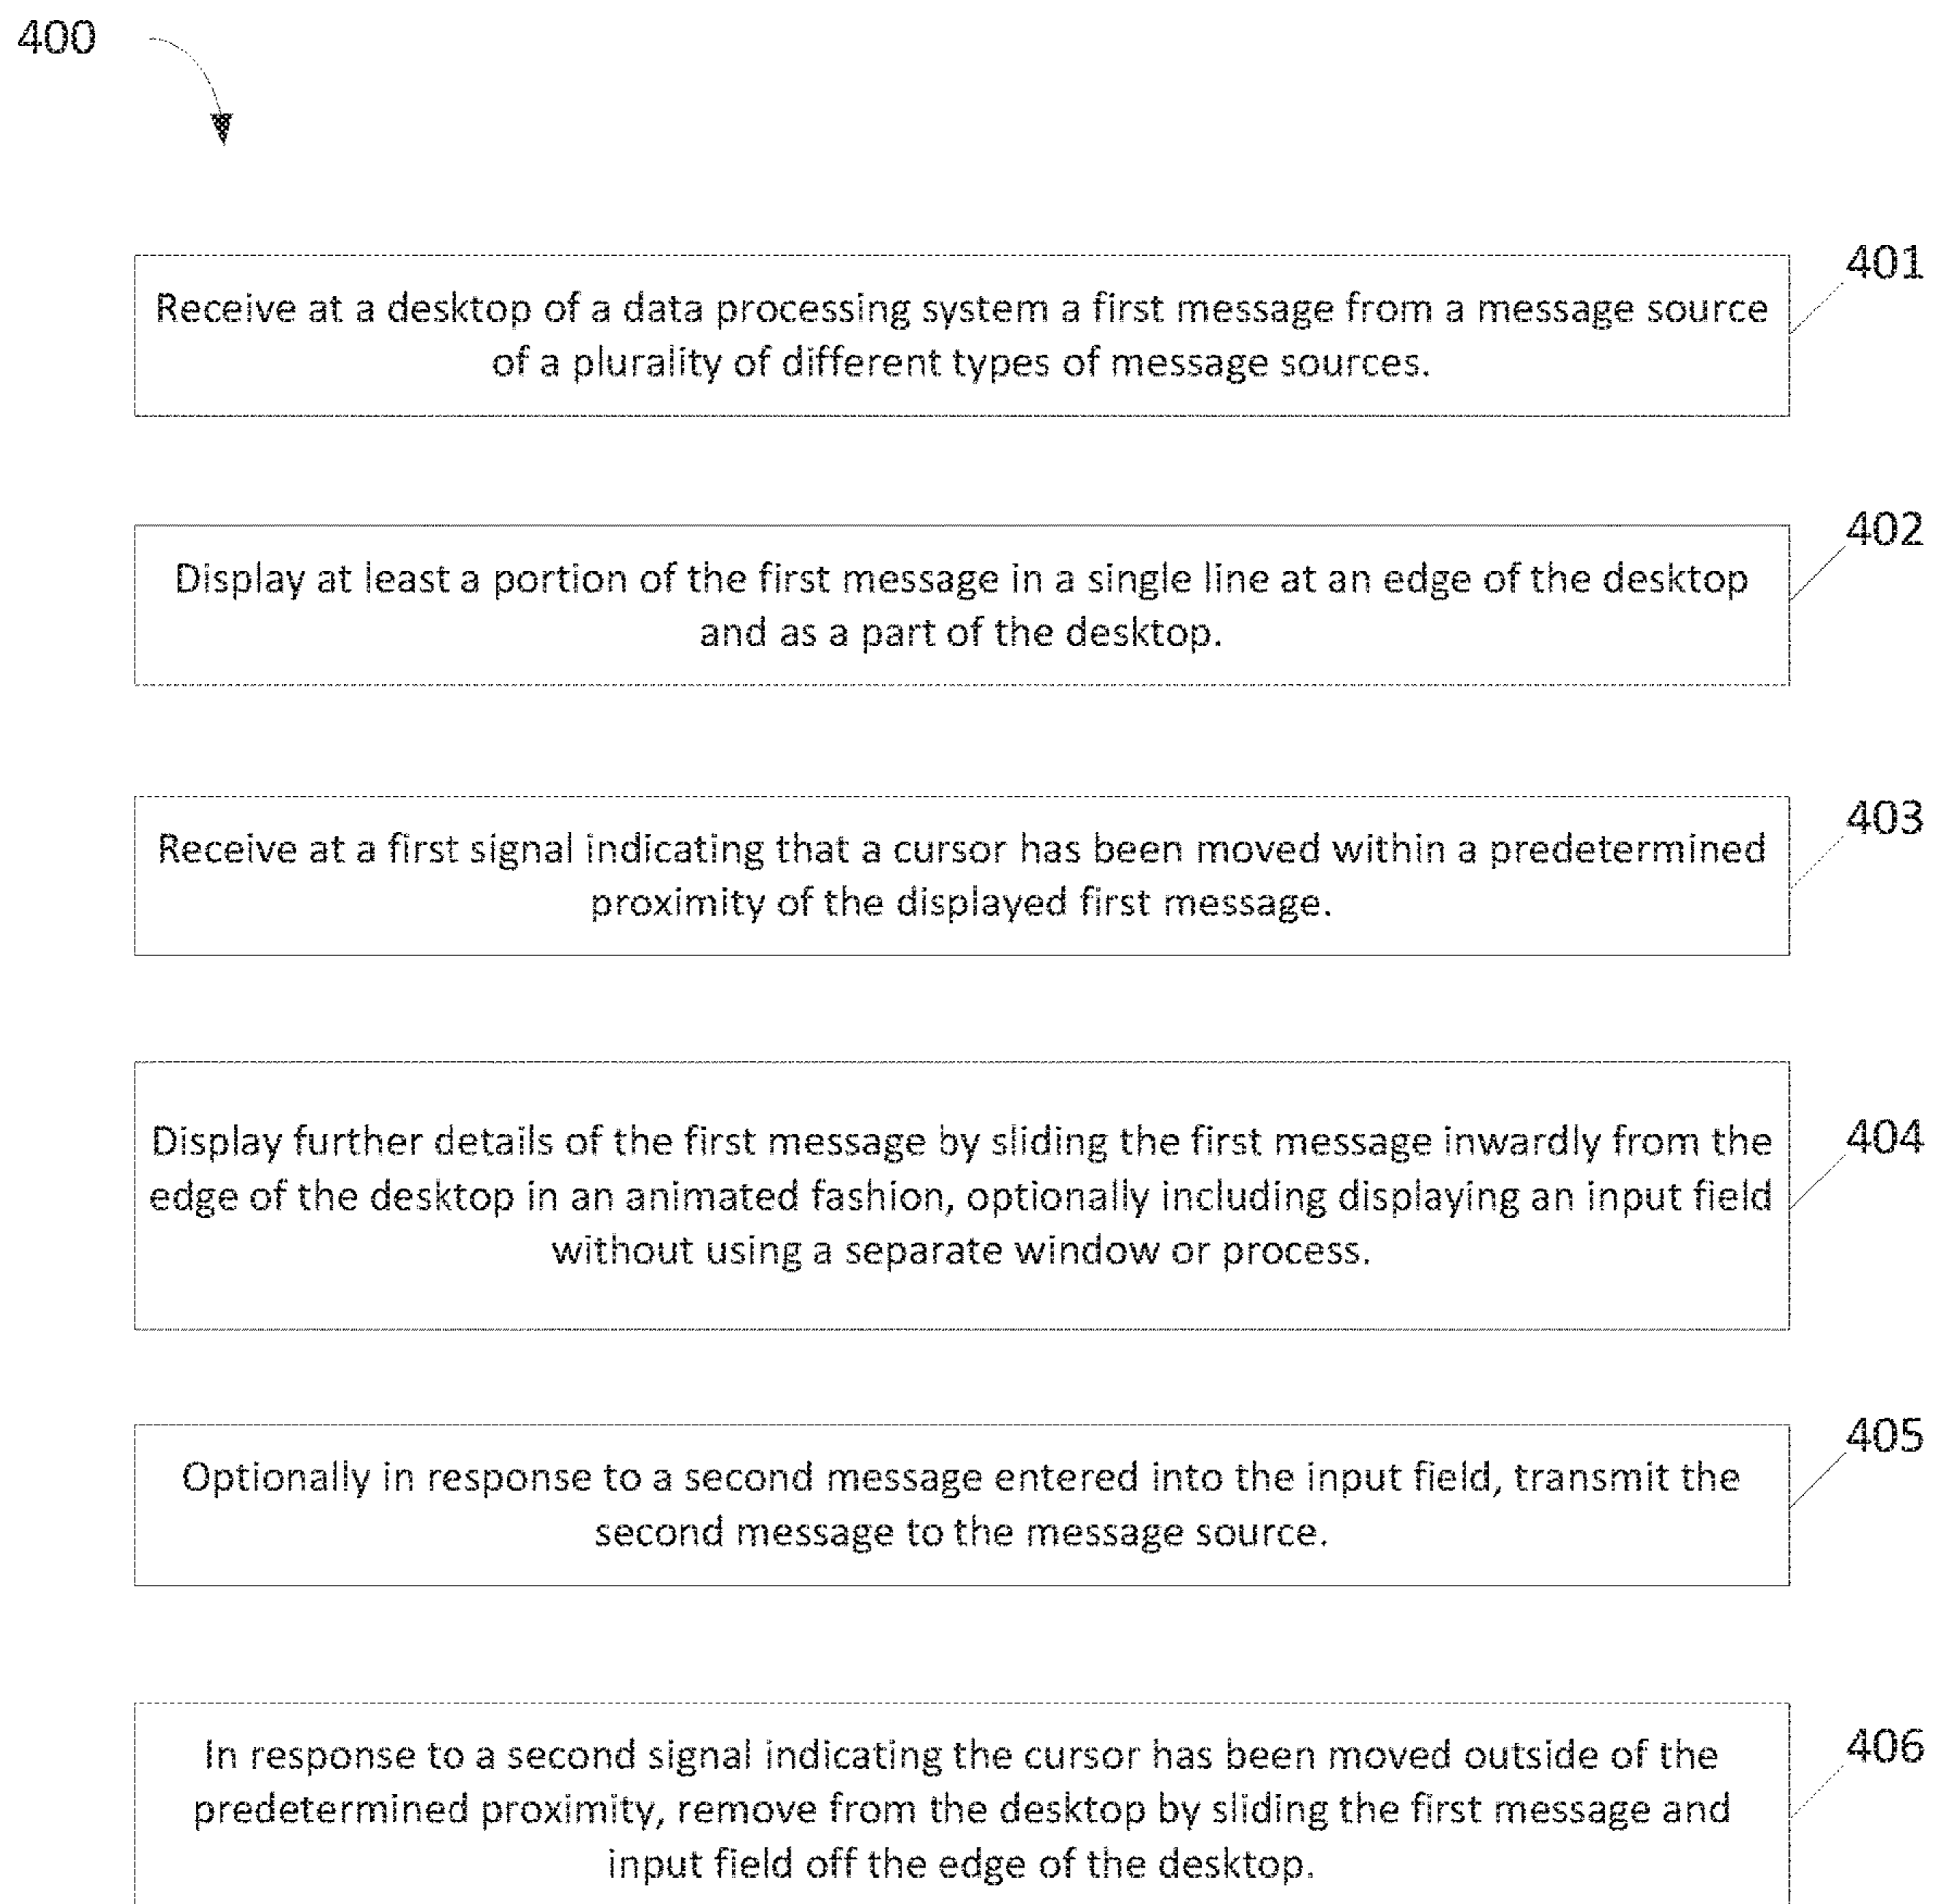 400
401
Receive at a desktop of a data processing system a first message from a message source
of a plurality of different types of message sources.
402
Display at least a portion of the first message in a single line at an edge of the desktop
and as a part of the desktop.
403
Receive at a first signal indicating that a cursor has been moved within a predetermined
proximity of the displayed first message.
404
Display further details of the first message by sliding the first message inwardly from the
edge of the desktop in an animated fashion, optionally including displaying an input field
without using a separate window or process.
405
Optionally in response to a second message entered into the input field, transmit the
second message to the message source.
406
In response to a second signal indicating the cursor has been moved outside of the
predetermined proximity, remove from the desktop by sliding the first message and
input field off the edge of the desktop.